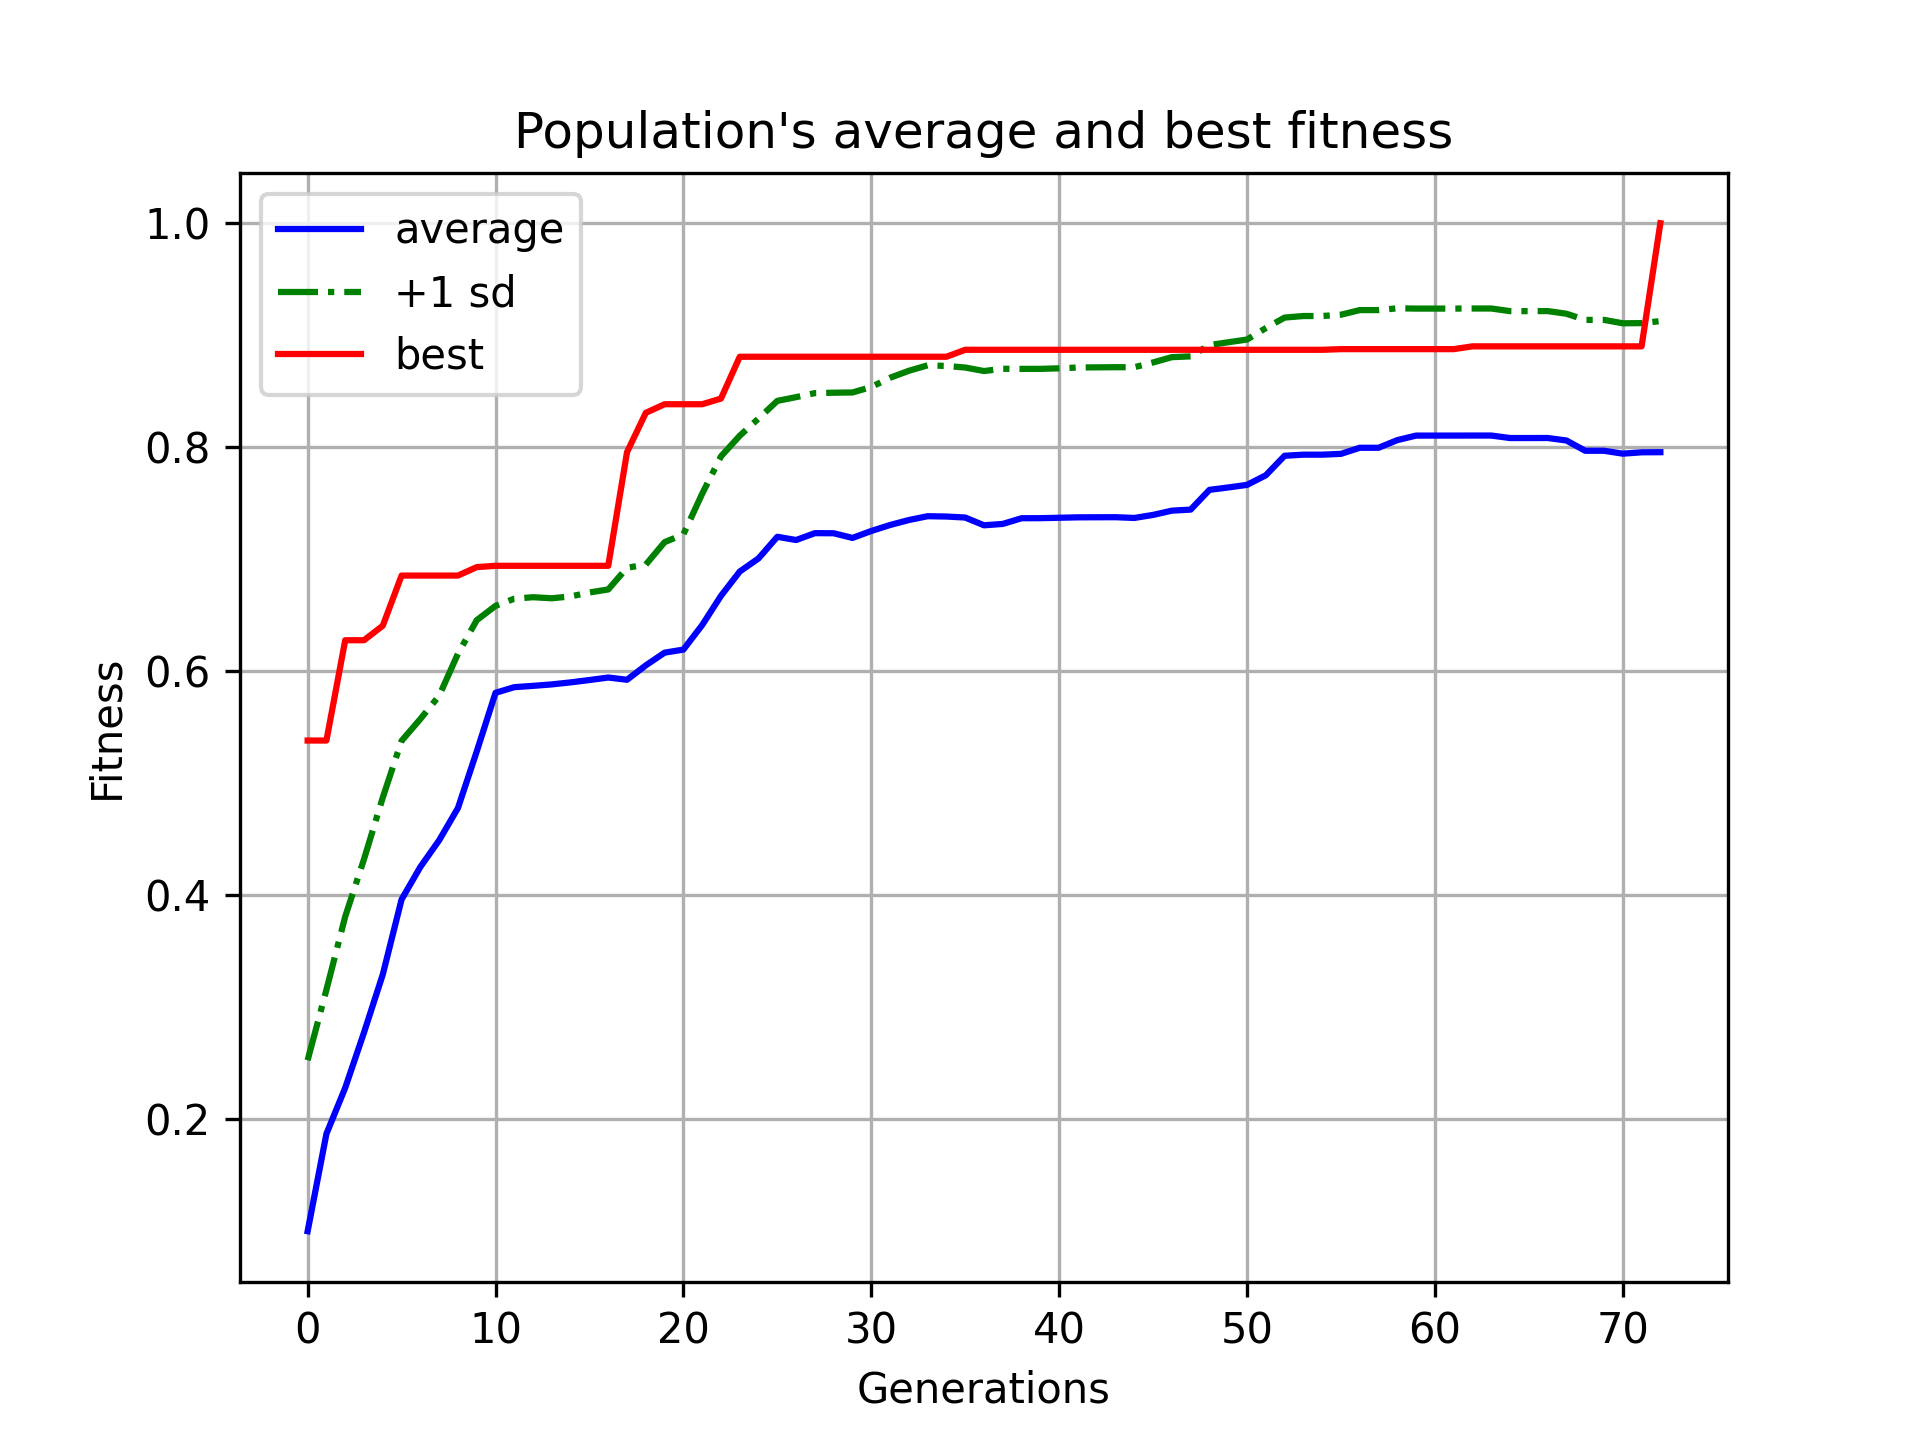 Population's average and best fitness
average
+1 sd
best
1.0
0.8
0.6
0.4
0.2
Fitness
0 10 20 30 40 50 60 70
Generations